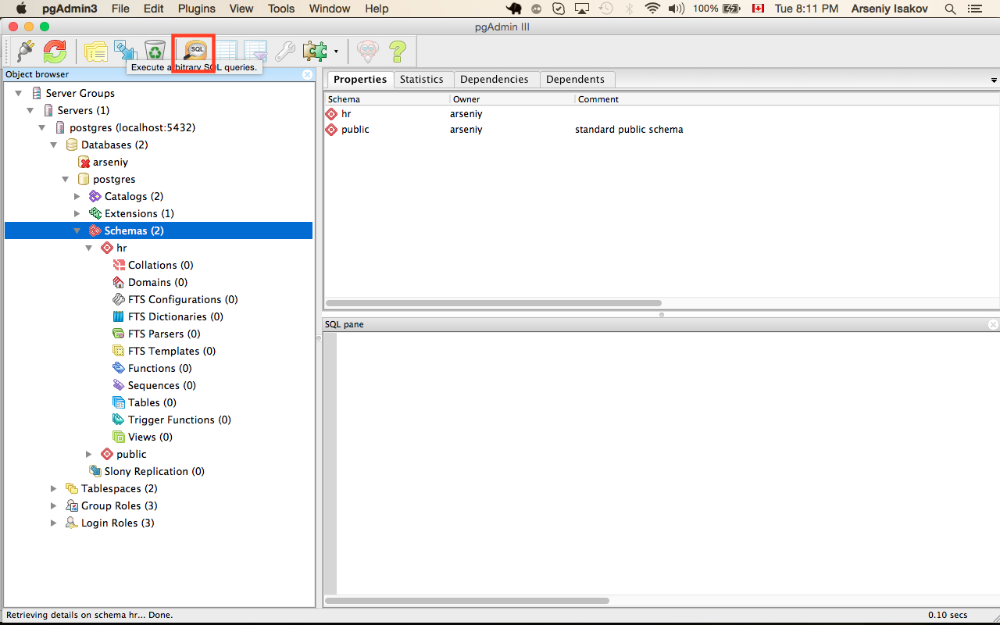 pgAdmin3 File Edit Plugins View Tools Window Help 100% Tue 8:11 PM Arseniy Isakov
pgAdmin III
SQL
Execute arbitrary SQL queries.
Object browser
Server Groups
Servers (1)
postgres (localhost:5432)
Databases (2)
arseniy
postgres
Catalogs (2)
Extensions (1)
Schemas (2)
hr
Collations (0)
Domains (0)
FTS Configurations (0)
FTS Dictionaries (0)
FTS Parsers (0)
FTS Templates (0)
Functions (0)
Sequences (0)
Tables (0)
Trigger Functions (0)
Views (0)
public
Slony Replication (0)
Tablespaces (2)
Group Roles (3)
Login Roles (3)
Properties Statistics Dependencies Dependents
Schema Owner Comment
hr arseniy
public arseniy standard public schema
SQL pane
Retrieving details on schema hr... Done. 0.10 secs